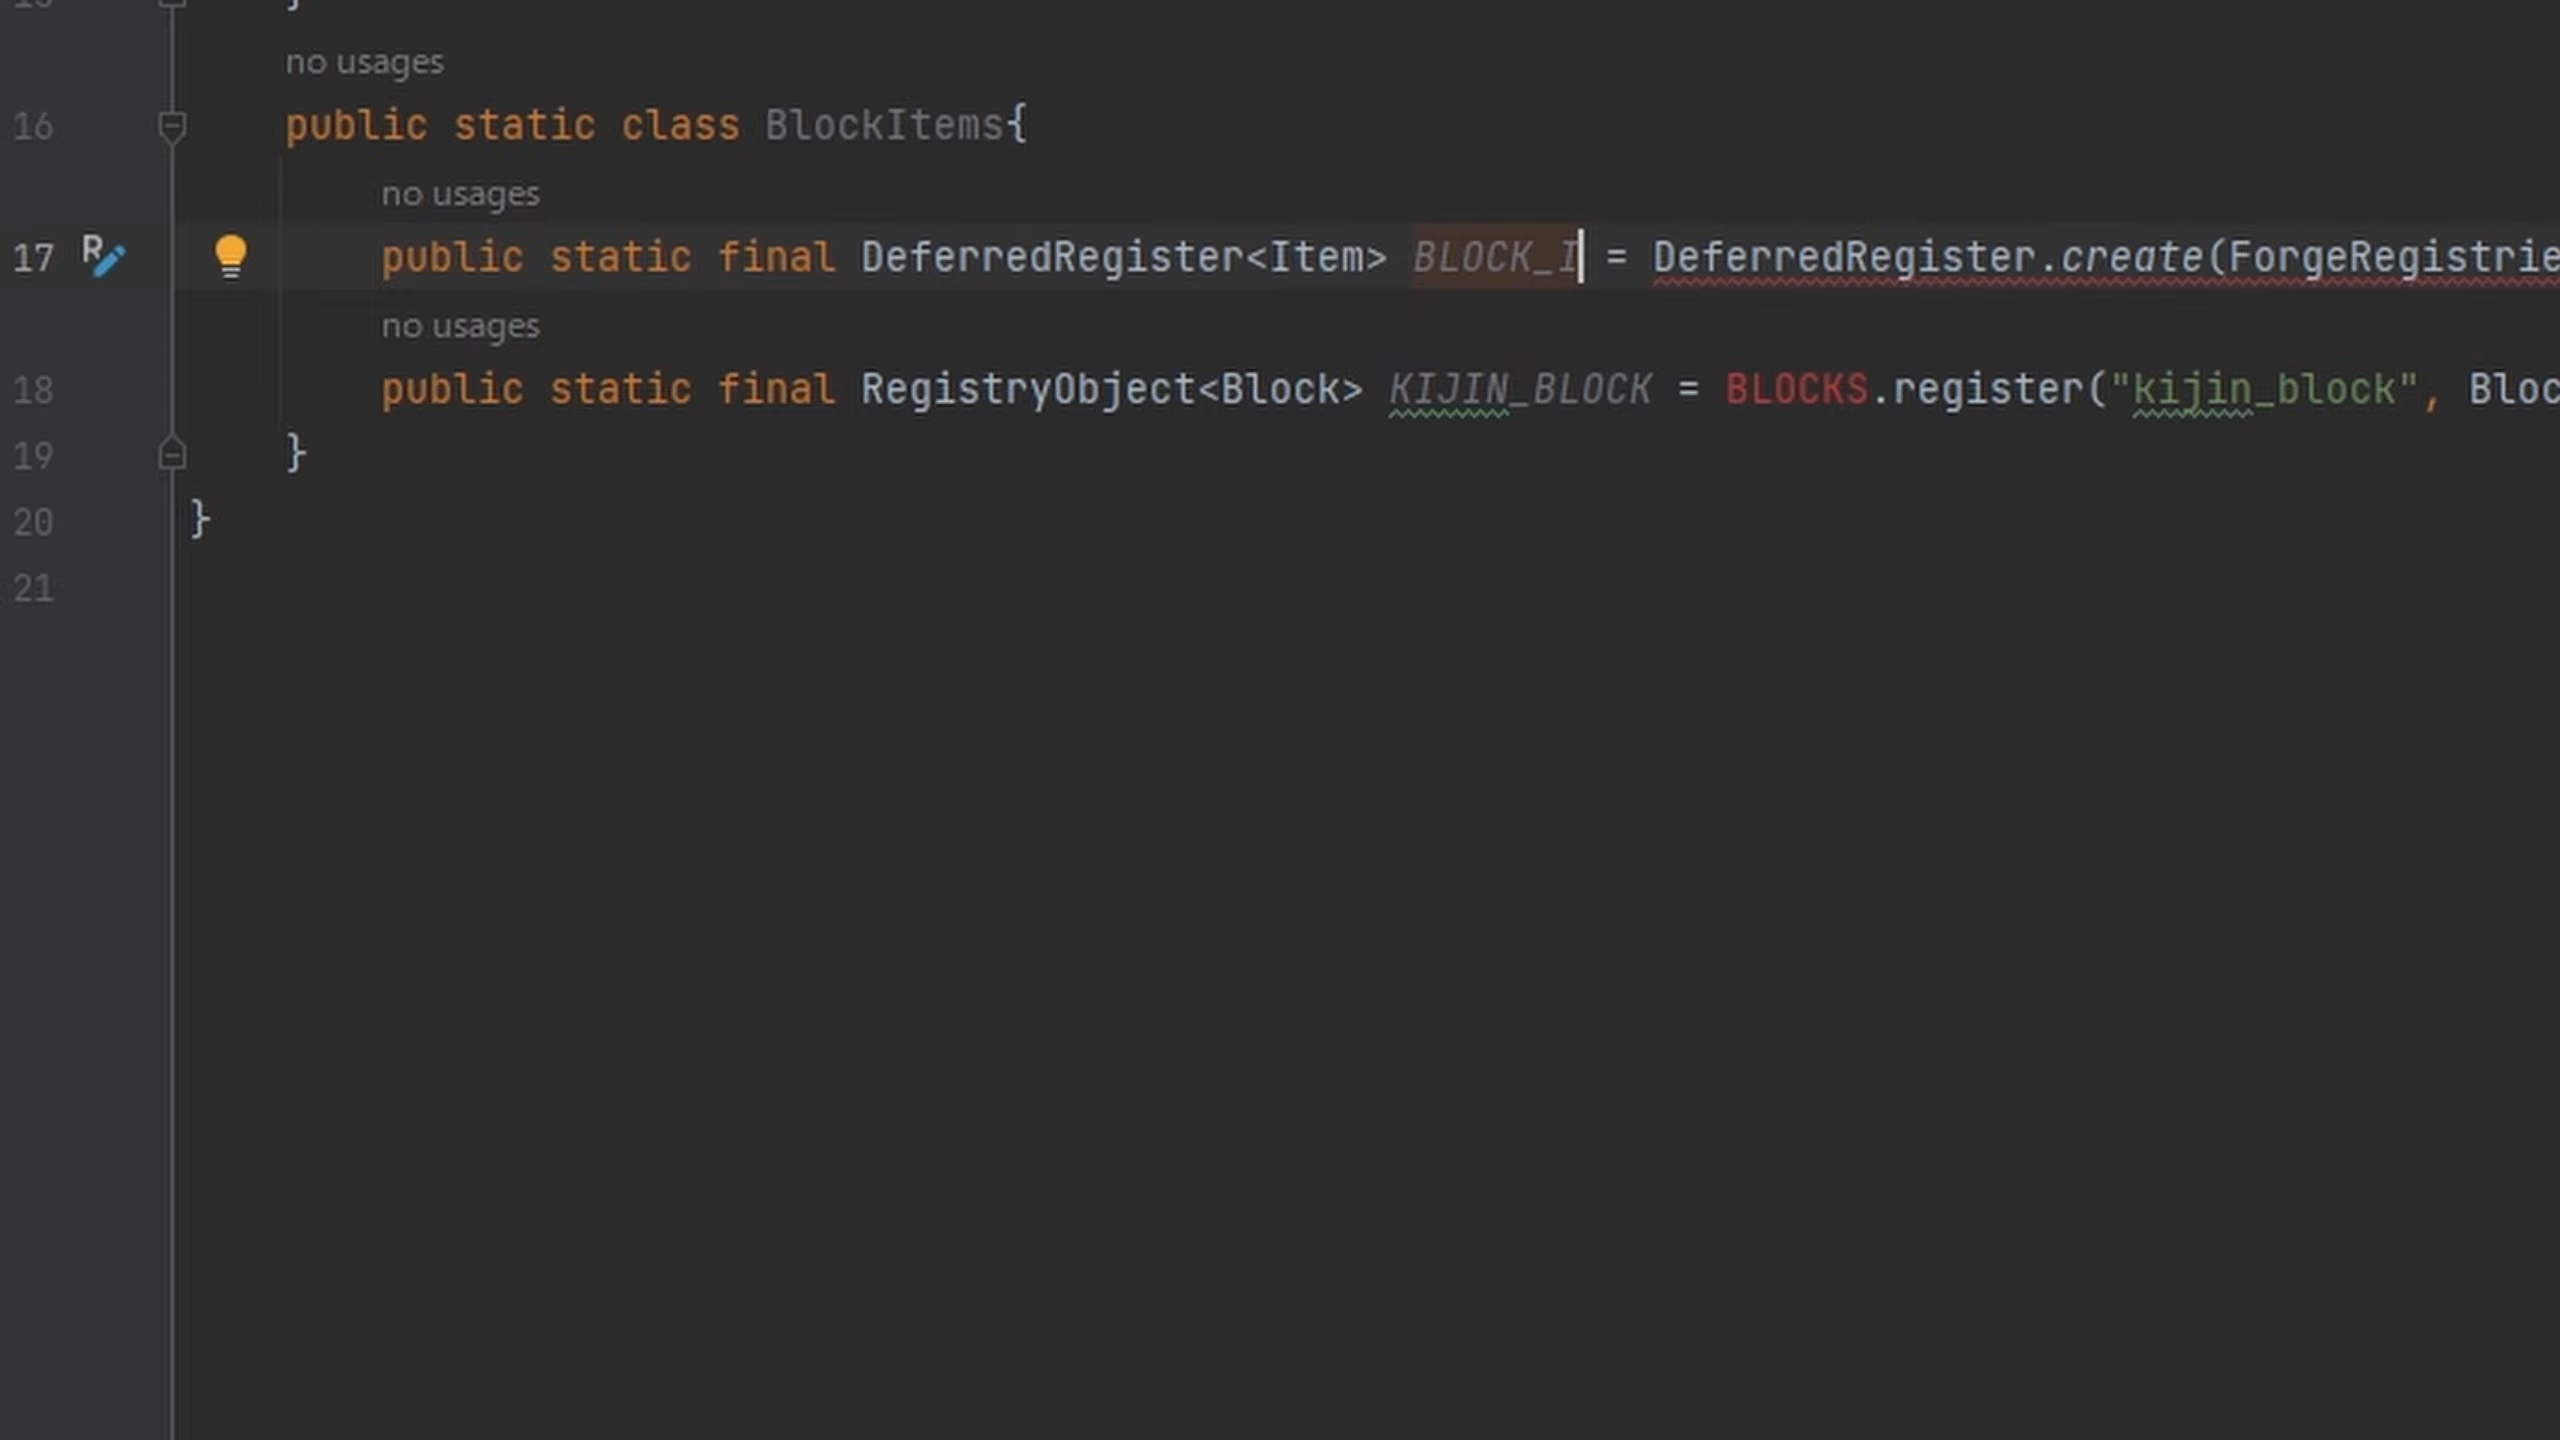 15 }
no usages
16 public static class BlockItems{
no usages
17 R public static final DeferredRegister<Item> BLOCK_I = DeferredRegister.create(ForgeRegistrie
no usages
18 public static final RegistryObject<Block> KIJIN_BLOCK = BLOCKS.register("kijin_block", Bloc
19 }
20 }
21